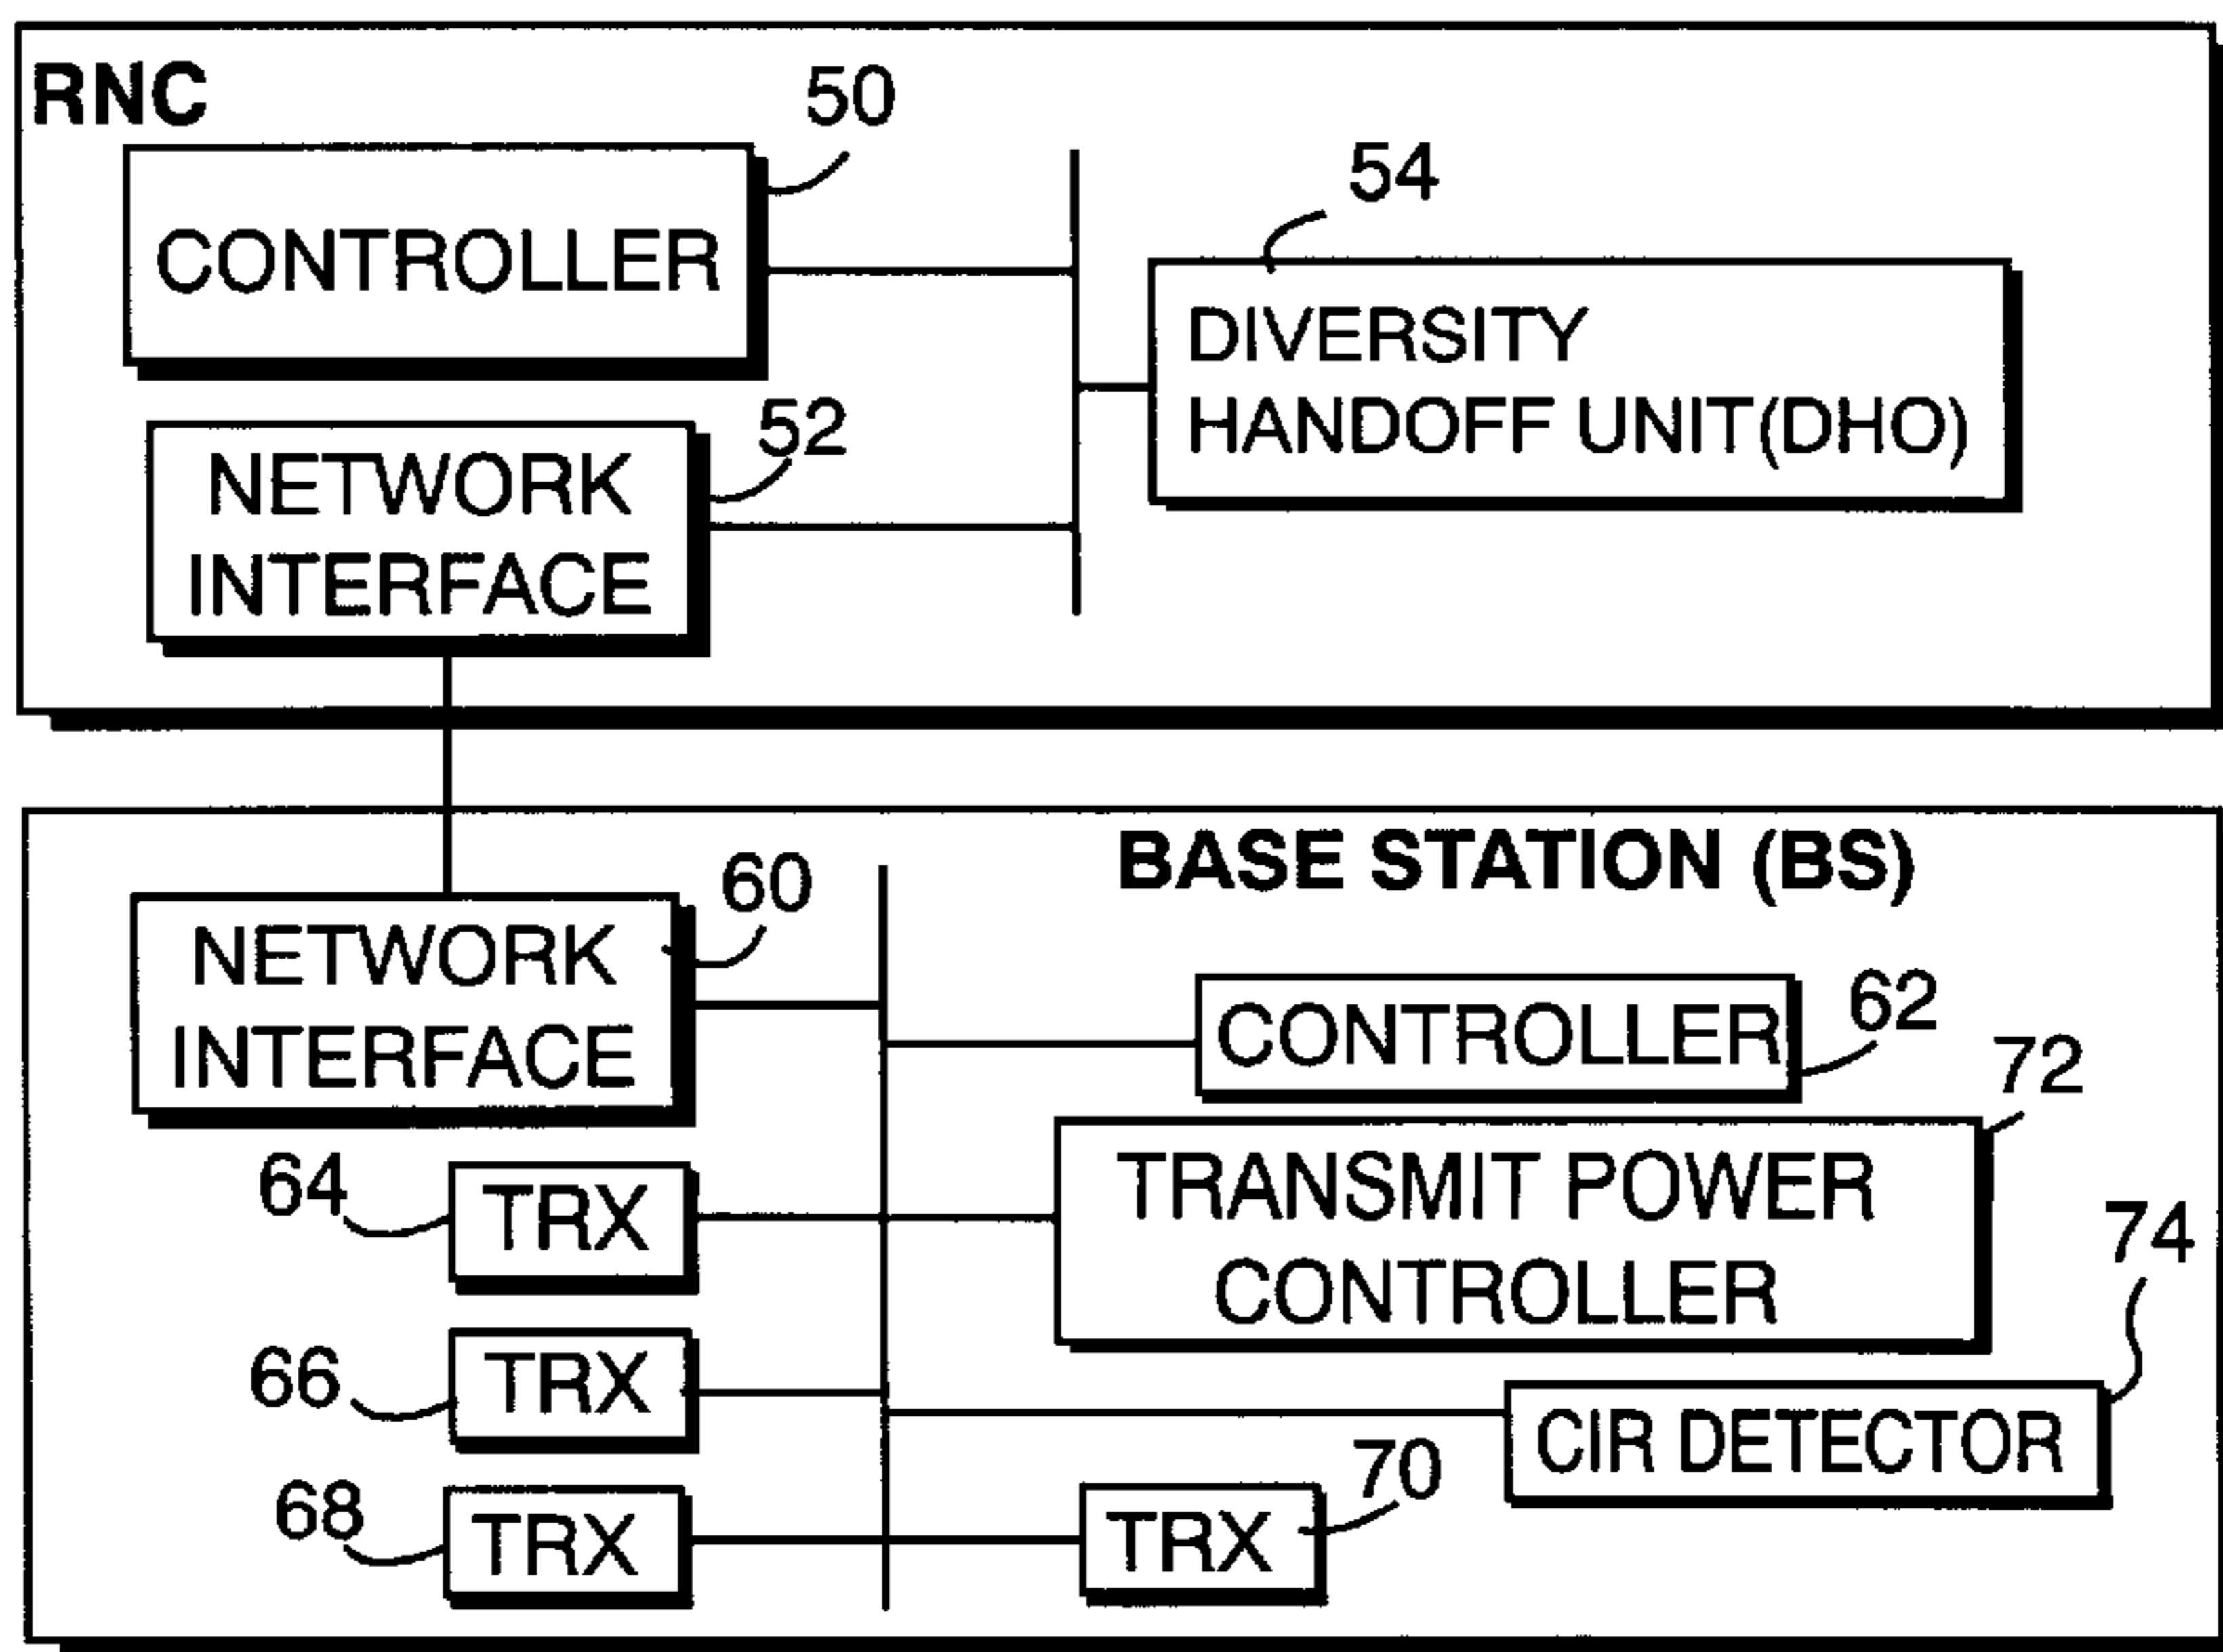 RNC
50
CONTROLLER
54
DIVERSITY
HANDOFF UNIT(DHO)
52
NETWORK
INTERFACE
BASE STATION (BS)
60
NETWORK
INTERFACE
62
CONTROLLER
72
TRANSMIT POWER
CONTROLLER
64
TRX
74
CIR DETECTOR
66
TRX
68
TRX
70
TRX